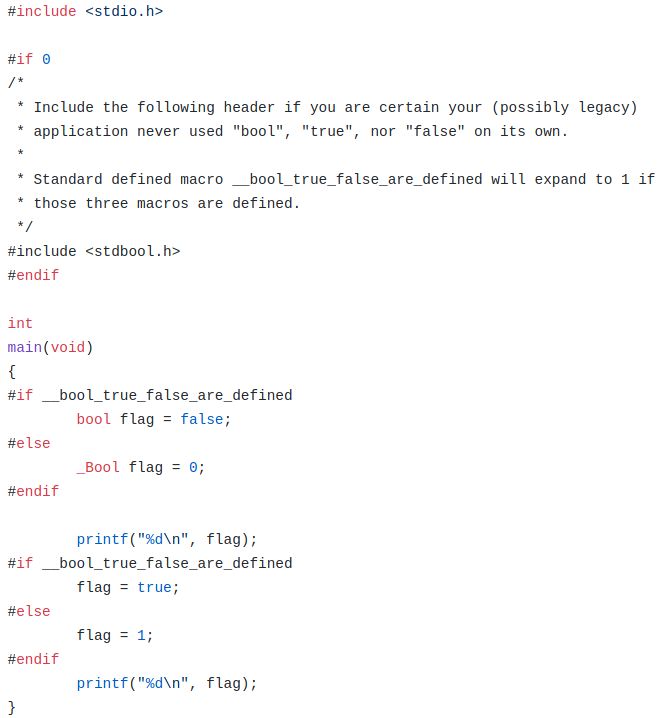 #include <stdio.h>

#if 0
/*
 * Include the following header if you are certain your (possibly legacy)
 * application never used "bool", "true", nor "false" on its own.
 *
 * Standard defined macro __bool_true_false_are_defined will expand to 1 if
 * those three macros are defined.
 */
#include <stdbool.h>
#endif

int
main(void)
{
#if __bool_true_false_are_defined
        bool flag = false;
#else
        _Bool flag = 0;
#endif

        printf("%d\n", flag);
#if __bool_true_false_are_defined
        flag = true;
#else
        flag = 1;
#endif
        printf("%d\n", flag);
}